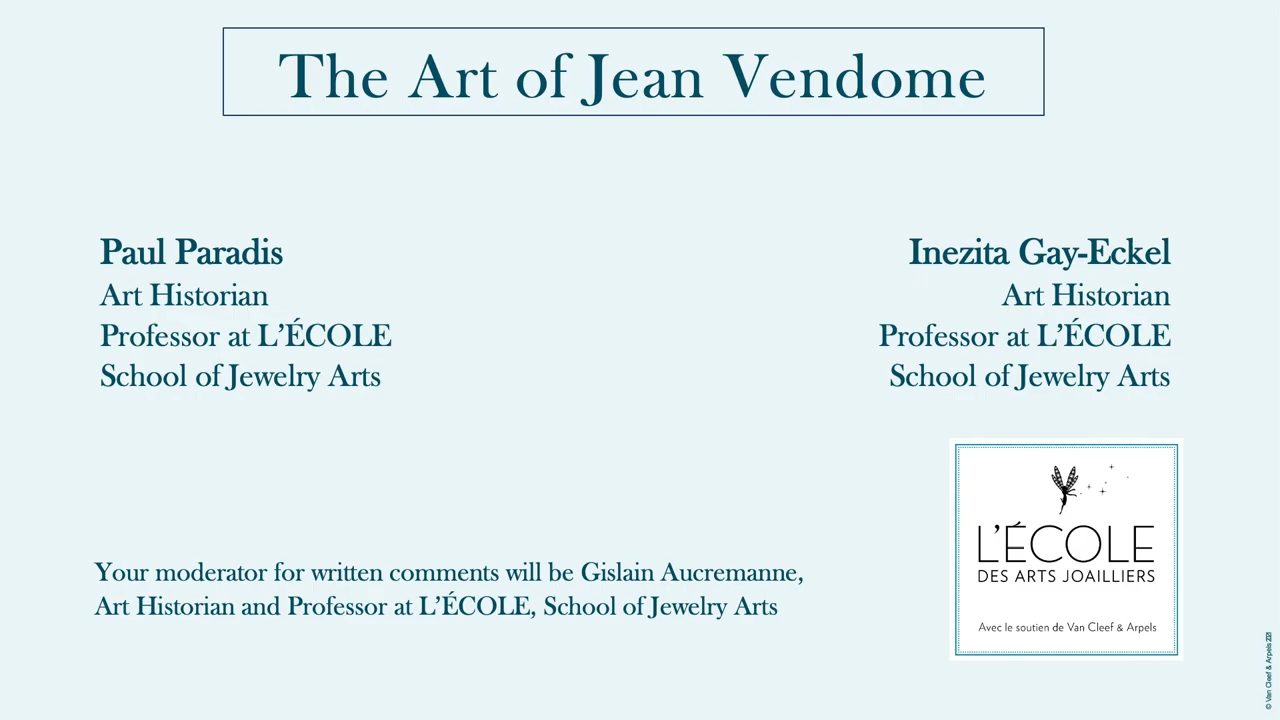 The Art of Jean Vendome
Paul Paradis
Art Historian
Professor at L’ÉCOLE
School of Jewelry Arts
Inezita Gay-Eckel
Art Historian
Professor at L’ÉCOLE
School of Jewelry Arts
Your moderator for written comments will be Gislain Aucremanne,
Art Historian and Professor at L’ÉCOLE, School of Jewelry Arts
L’ÉCOLE
DES ARTS JOAILLIERS
Avec le soutien de Van Cleef & Arpels
© Van Cleef & Arpels